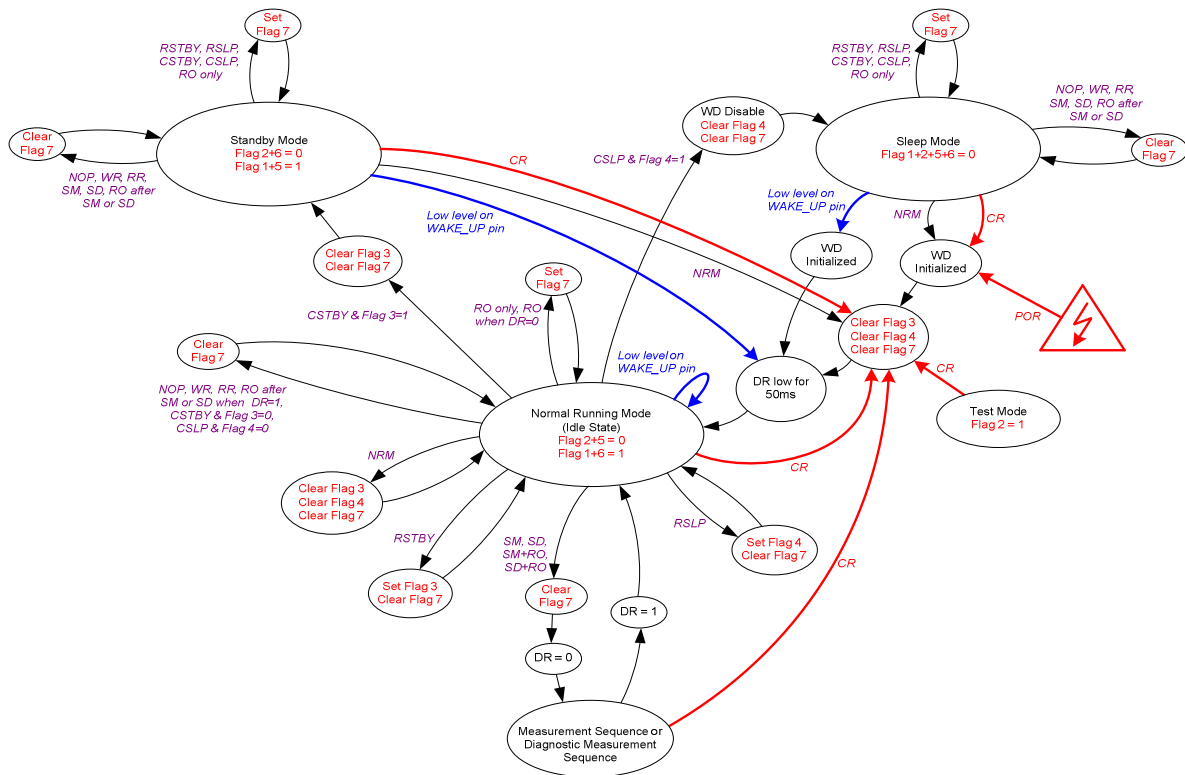 Set
Flag 7
RSTBY, RSLP,
CSTBY, CSLP,
RO only
Standby Mode
Flag 2+6 = 0
Flag 1+5 = 1
Clear
Flag 7
NOP, WR, RR,
SM, SD, RO after
SM or SD
CR
Low level on
WAKE_UP pin
NRM
Clear Flag 3
Clear Flag 7
CSTBY & Flag 3=1
WD Disable
Clear Flag 4
Clear Flag 7
CSLP & Flag 4=1
Set
Flag 7
RSTBY, RSLP,
CSTBY, CSLP,
RO only
Sleep Mode
Flag 1+2+5+6 = 0
NOP, WR, RR,
SM, SD, RO after
SM or SD
Clear
Flag 7
Low level on
WAKE_UP pin
NRM
CR
WD
Initialized
WD
Initialized
POR
Clear Flag 3
Clear Flag 4
Clear Flag 7
CR
Test Mode
Flag 2 = 1
DR low for
50ms
Set
Flag 7
RO only, RO
when DR=0
Low level on
WAKE_UP pin
Clear
Flag 7
NOP, WR, RR, RO after
SM or SD when  DR=1,
CSTBY & Flag 3=0,
CSLP & Flag 4=0
Normal Running Mode
(Idle State)
Flag 2+5 = 0
Flag 1+6 = 1
CR
NRM
Clear Flag 3
Clear Flag 4
Clear Flag 7
RSTBY
Set Flag 3
Clear Flag 7
SM, SD,
SM+RO,
SD+RO
Clear
Flag 7
DR = 0
DR = 1
RSLP
Set Flag 4
Clear Flag 7
CR
Measurement Sequence or
Diagnostic Measurement
Sequence